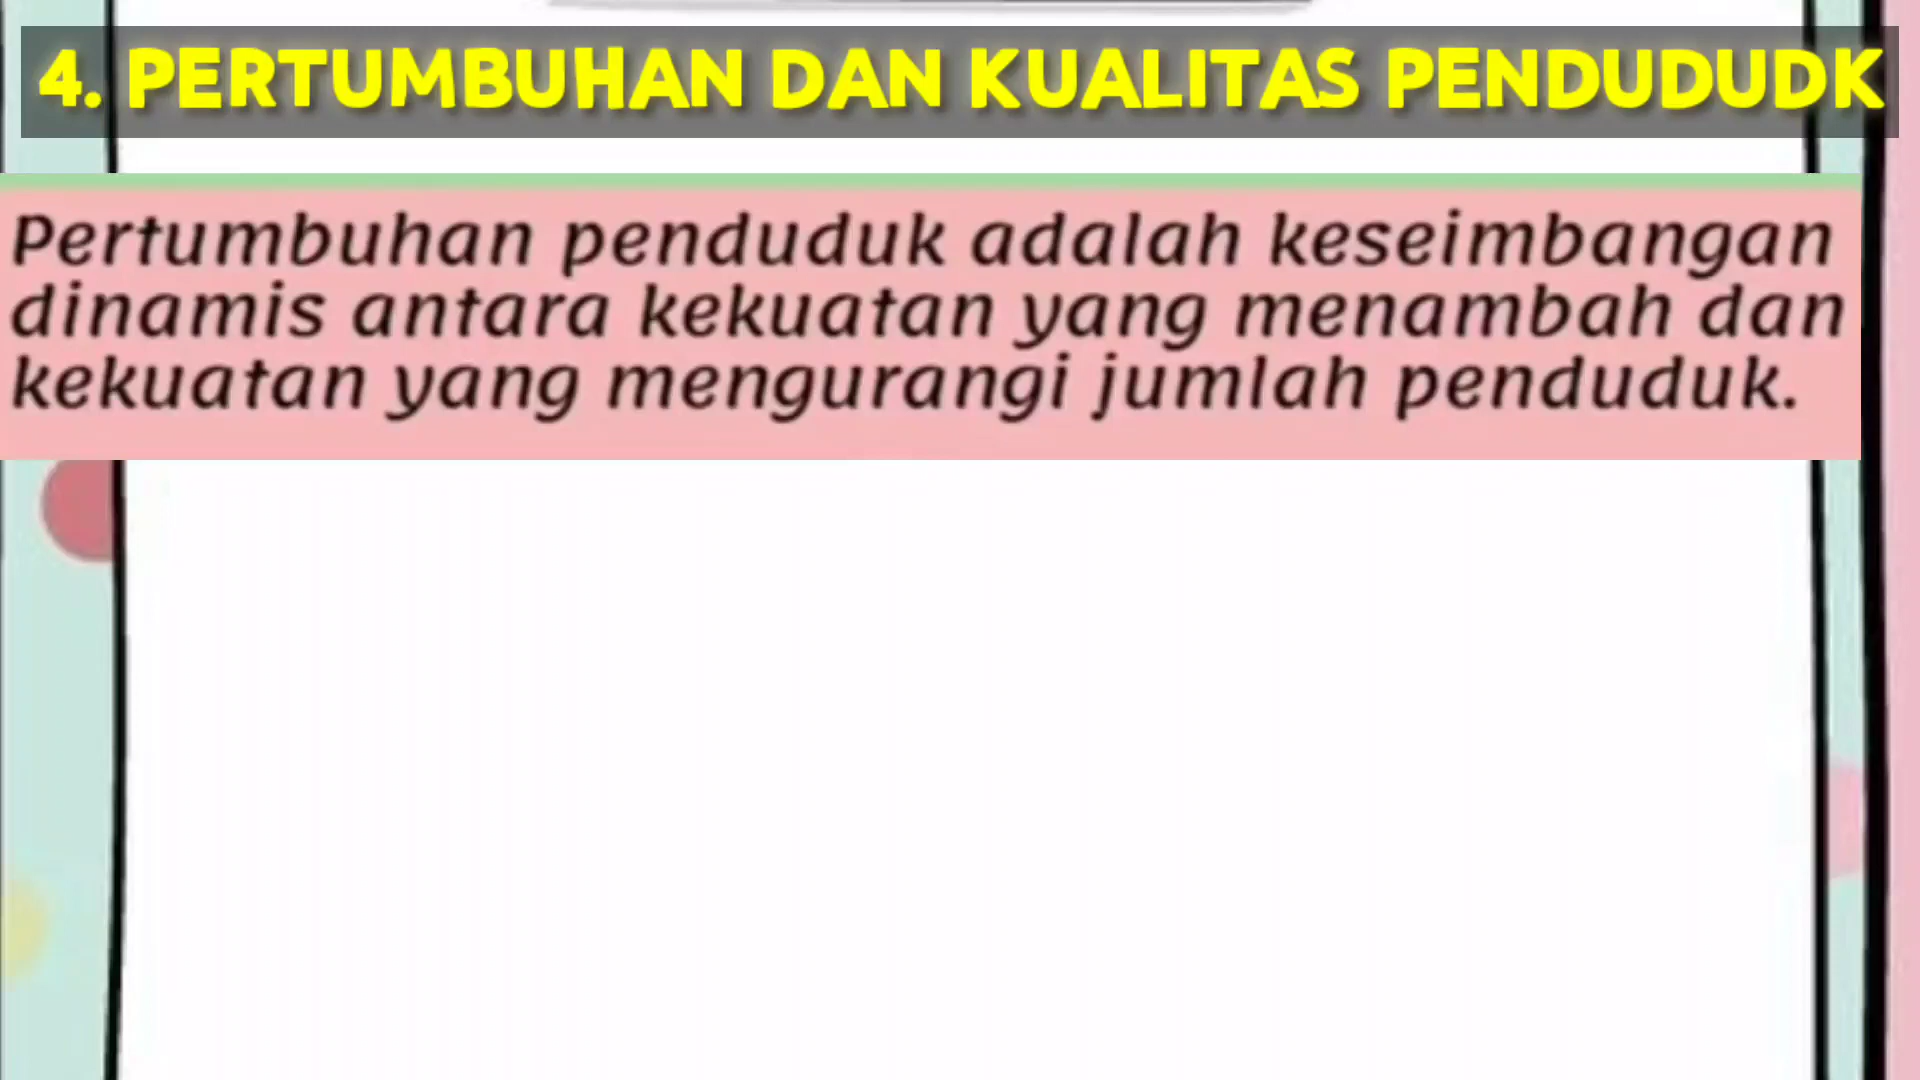 4. PERTUMBUHAN DAN KUALITAS PENDUDUDK
Pertumbuhan penduduk adalah keseimbangan
dinamis antara kekuatan yang menambah dan
kekuatan yang mengurangi jumlah penduduk.